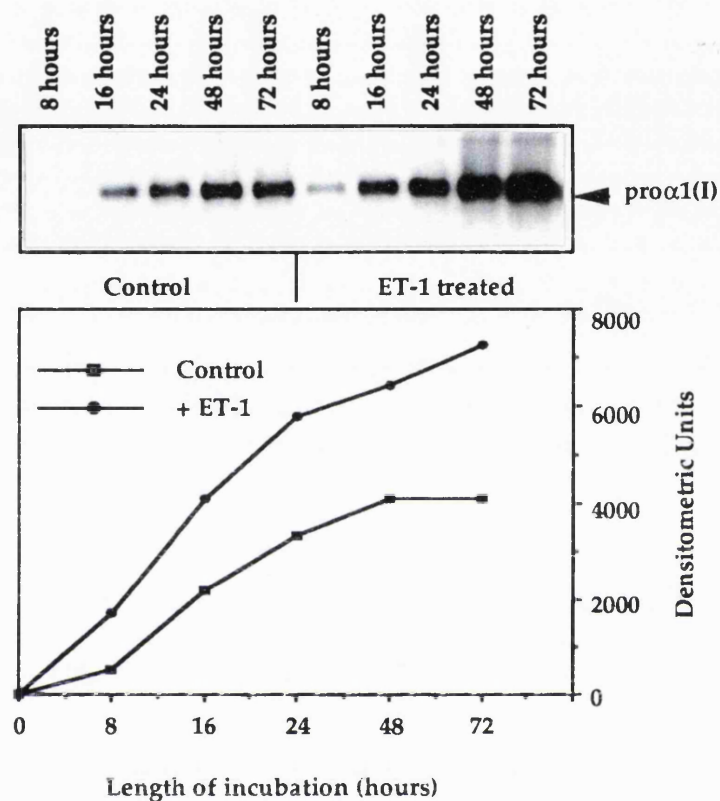 8 hours
16 hours
24 hours
48 hours
72 hours
8 hours
16 hours
24 hours
48 hours
72 hours
proα1(I)
Control
ET-1 treated
Control
+ ET-1
8000
6000
4000
2000
0
Densitometric Units
0 8 16 24 48 72
Length of incubation (hours)